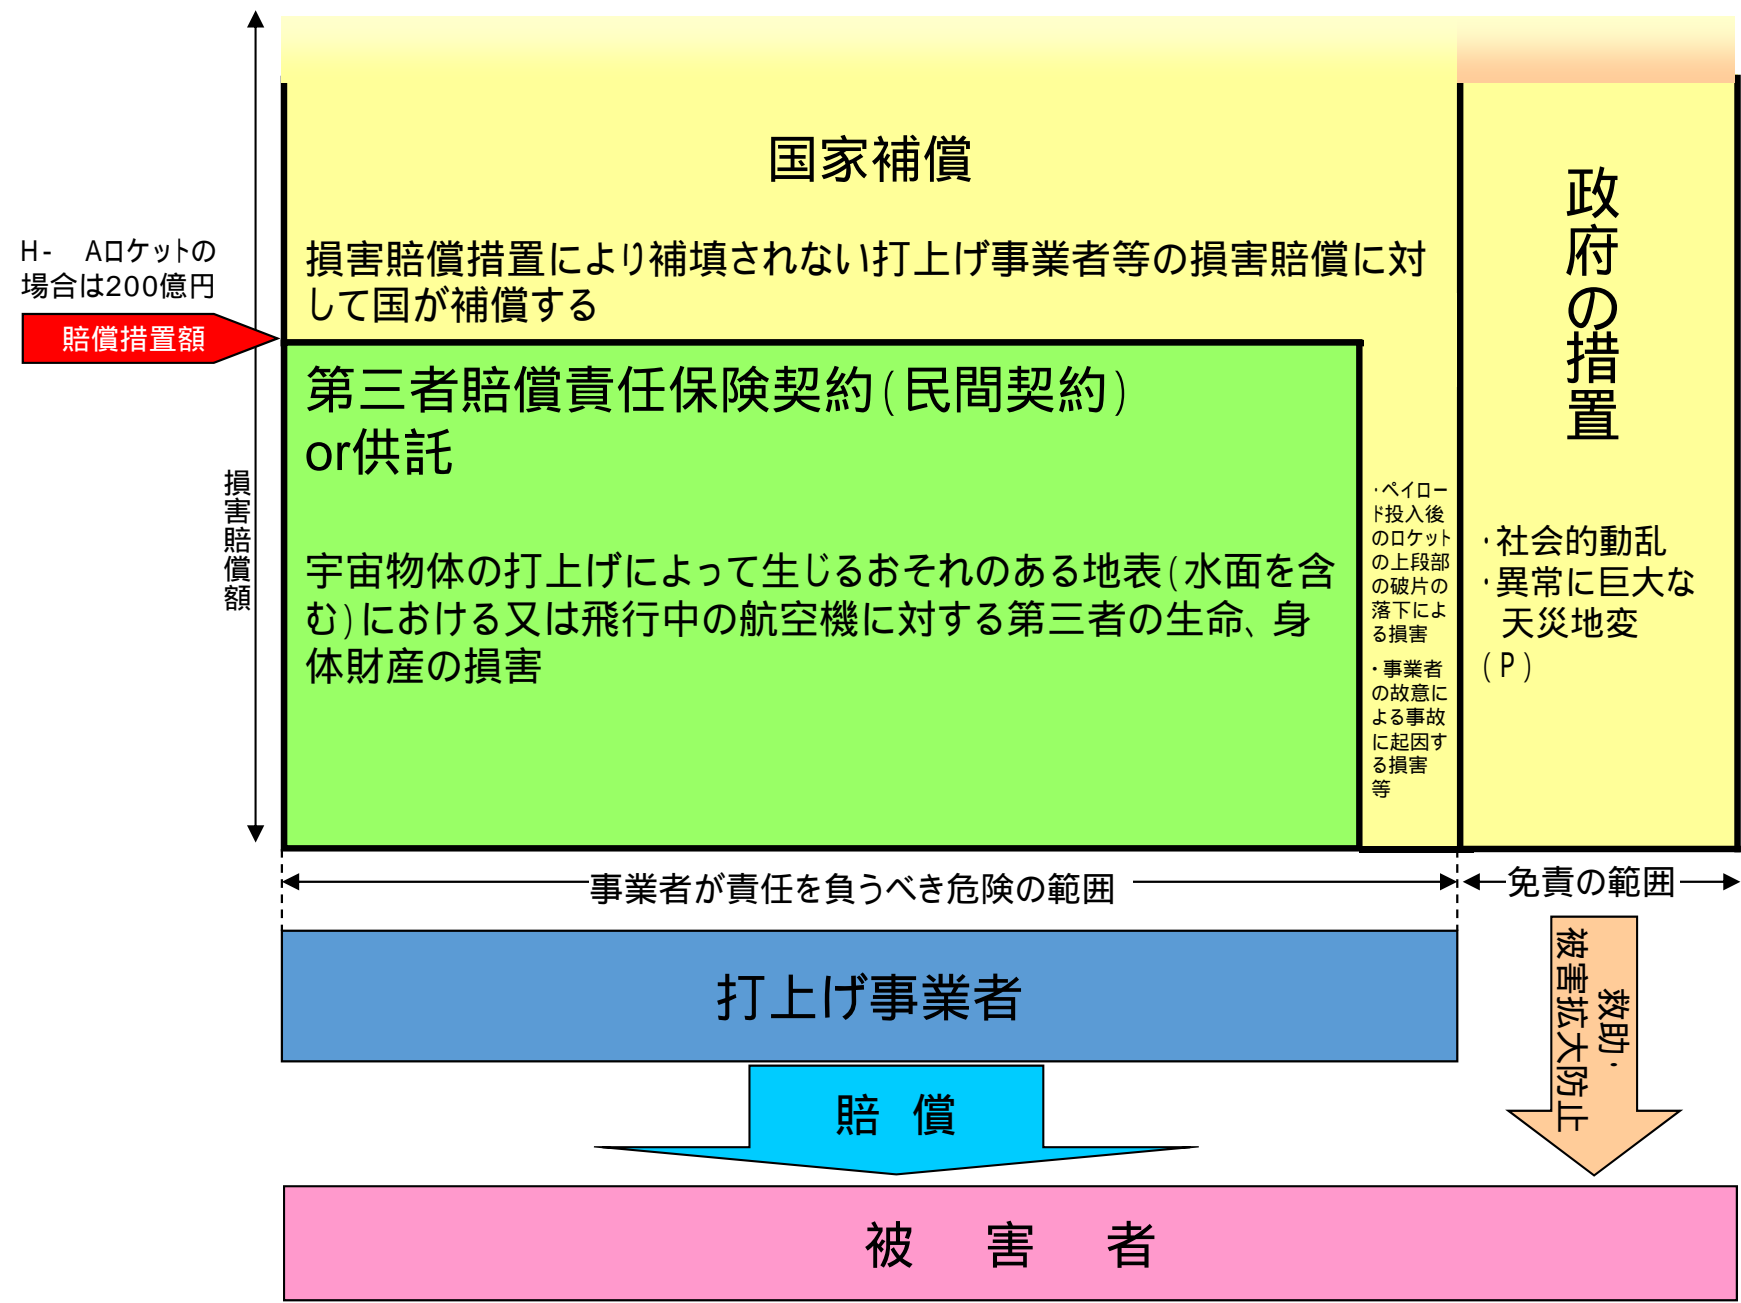 国家補償
損害賠償措置により補填されない打上げ事業者等の損害賠償に対
して国が補償する
政府の措置
H-　Aロケットの
場合は200億円
賠償措置額
第三者賠償責任保険契約(民間契約)
or供託
宇宙物体の打上げによって生じるおそれのある地表(水面を含
む)における又は飛行中の航空機に対する第三者の生命、身
体財産の損害
損害賠償額
・ペイロー
ド投入後
のロケット
の上段部
の破片の
落下によ
る損害
・事業者
の故意に
よる事故
に起因す
る損害
等
・社会的動乱
・異常に巨大な
天災地変
(P)
事業者が責任を負うべき危険の範囲
免責の範囲
打上げ事業者
救助・
被害拡大防止
賠 償
被 害 者